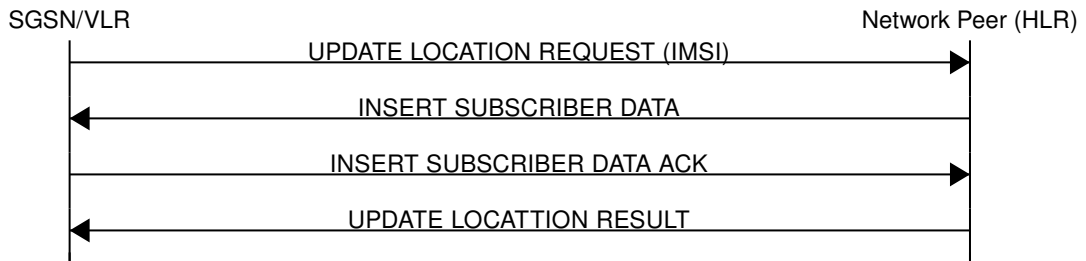 SGSN/VLR
Network Peer (HLR)
UPDATE LOCATION REQUEST (IMSI)
INSERT SUBSCRIBER DATA
INSERT SUBSCRIBER DATA ACK
UPDATE LOCATTION RESULT